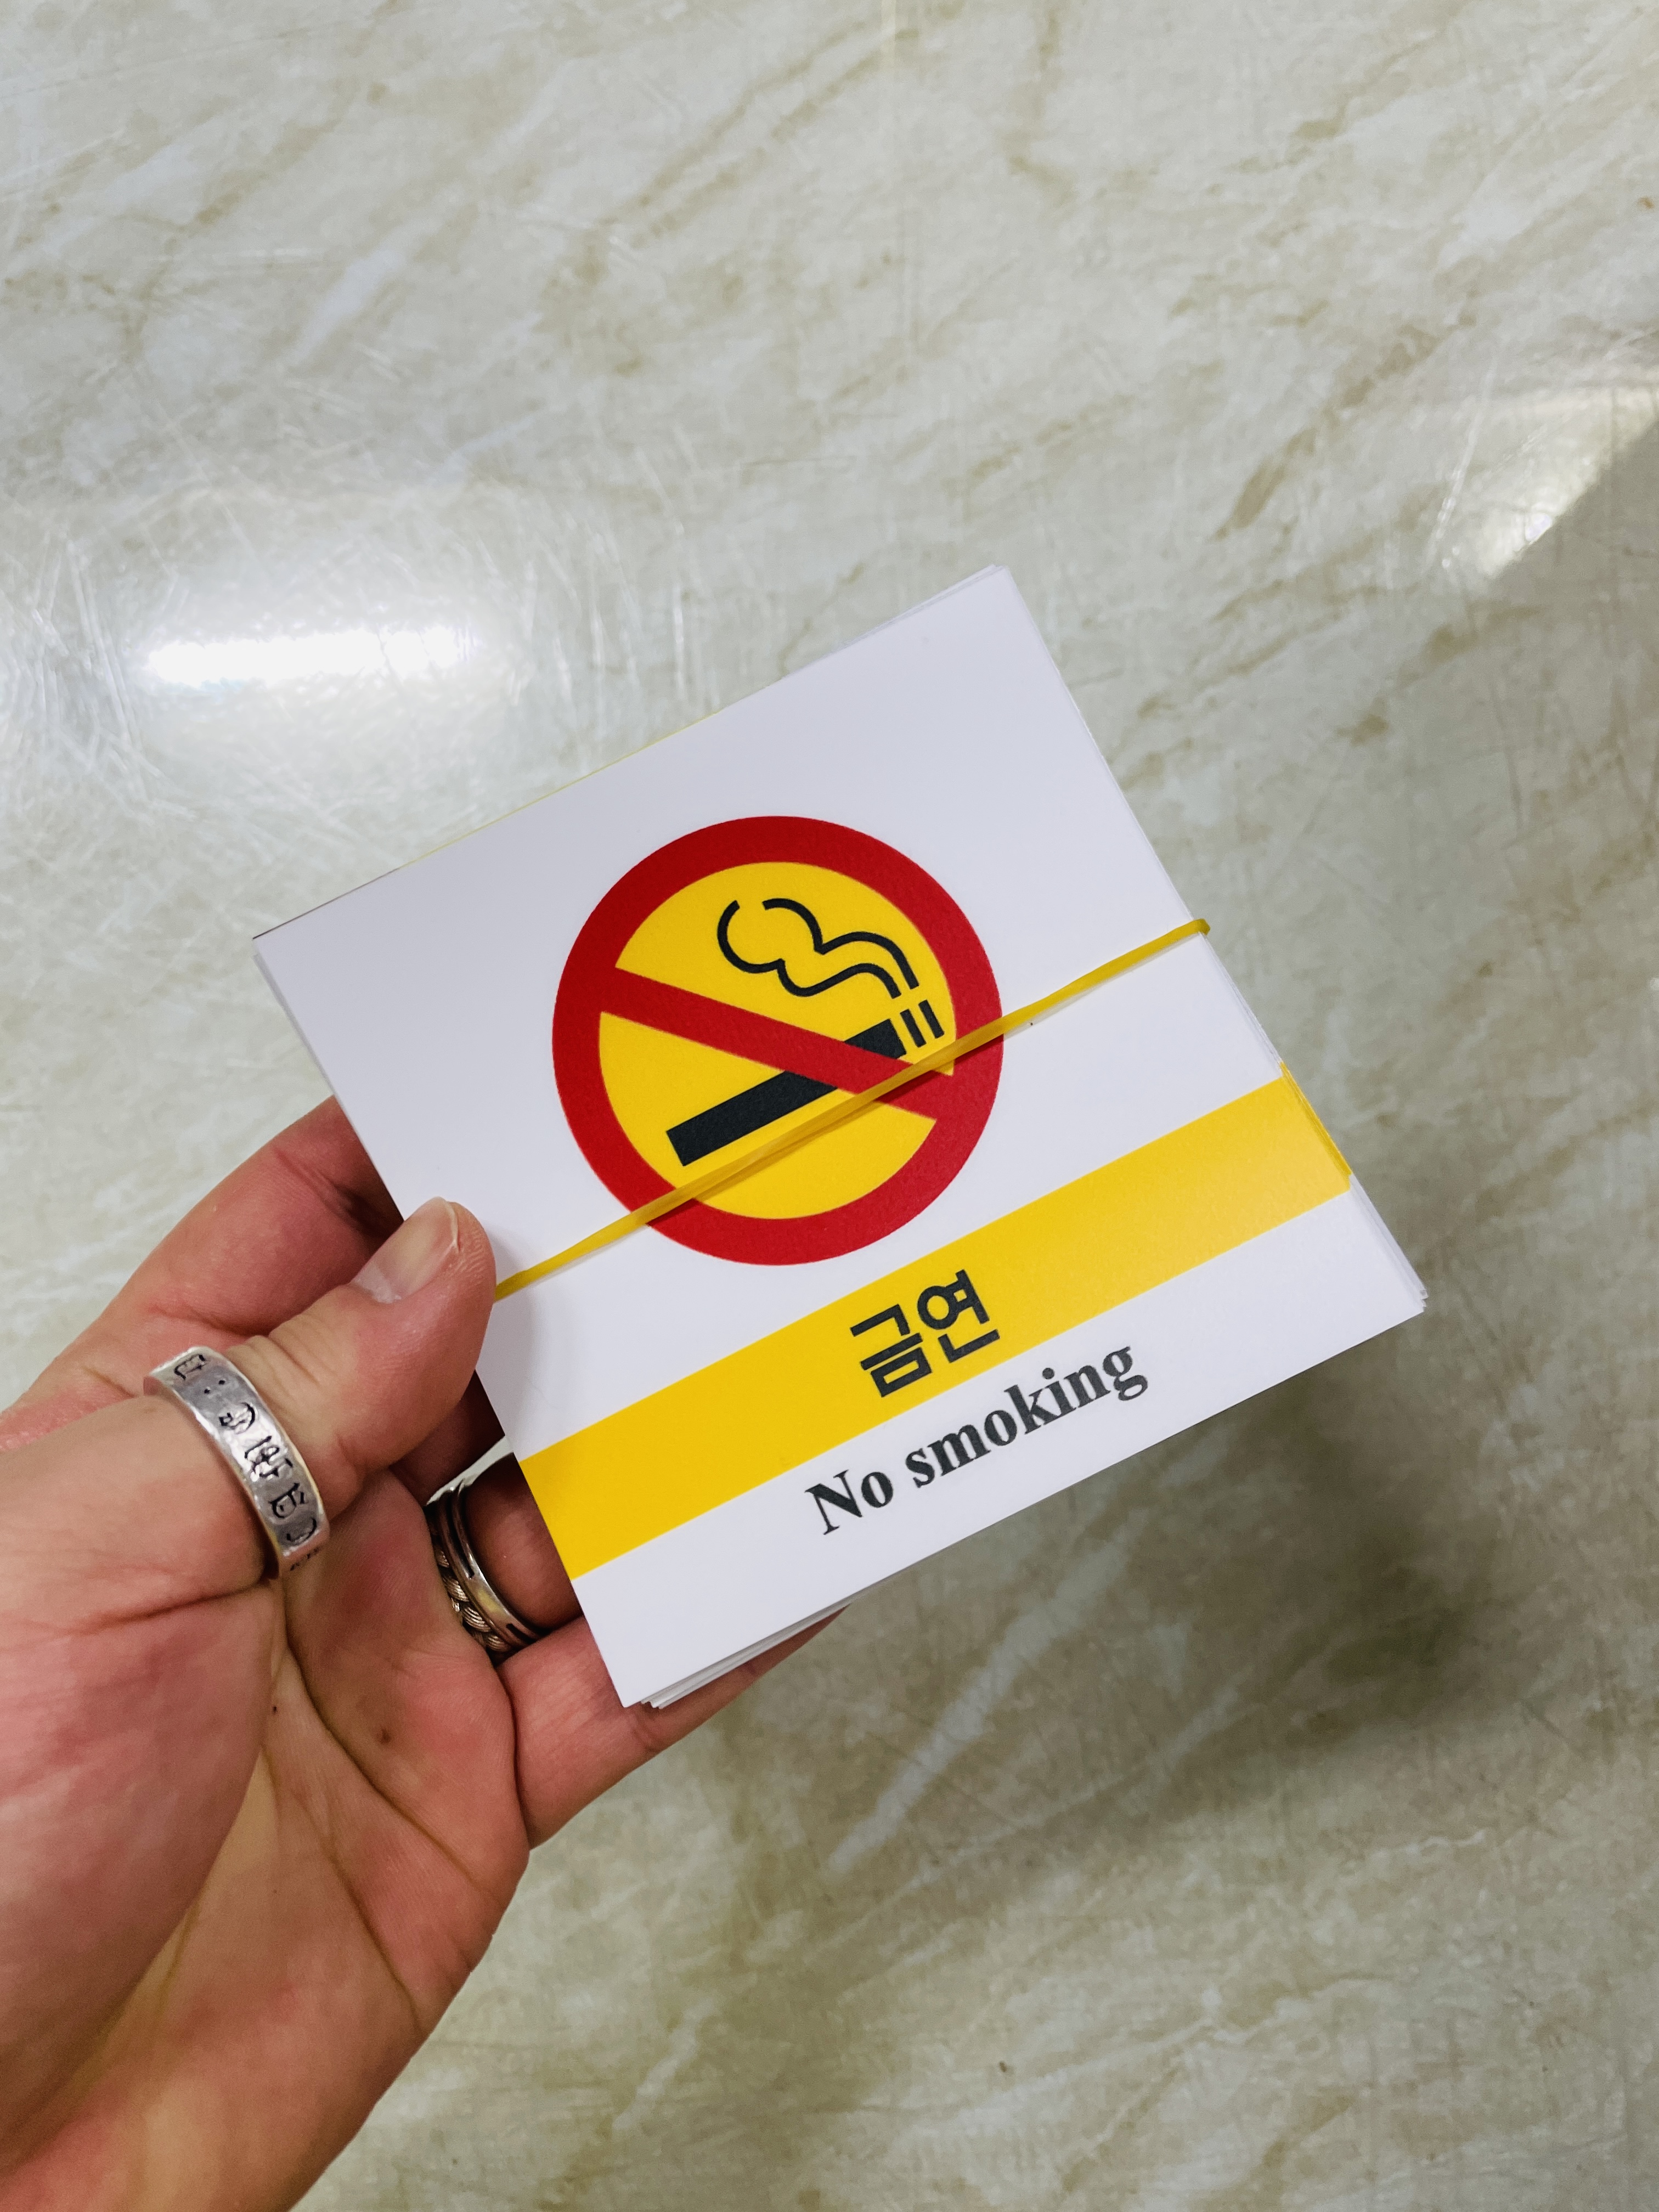 금연
No smoking